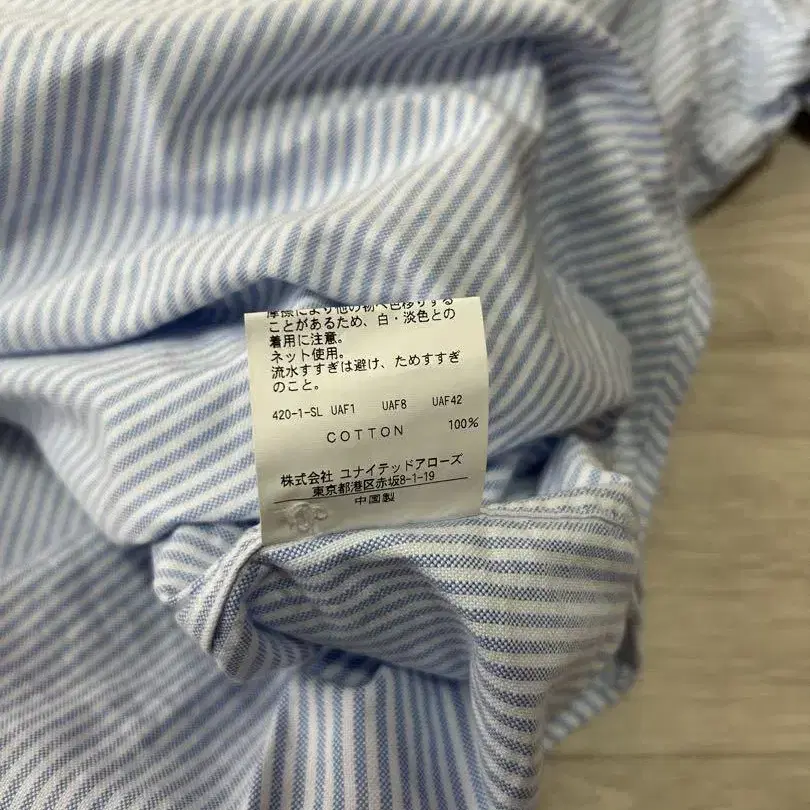 摩擦により他の物へ色移りする
ことがあるため、白・淡色との
着用に注意。
ネット使用。
流水すすぎは避け、ためすすぎ
のこと。
420-1-SL UAF1 UAF8 UAF42
COTTON 100%
株式会社 ユナイテッドアローズ
東京都港区赤坂8-1-19
中国製